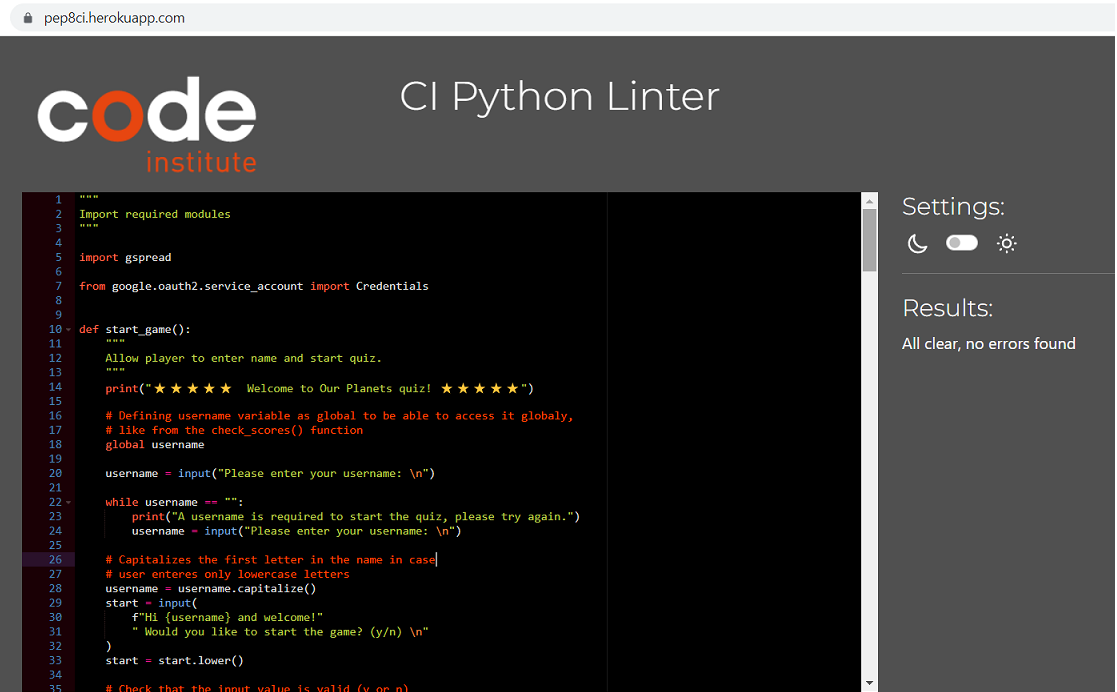 pep8ci.herokuapp.com
code
institute
CI Python Linter
1 """
2 Import required modules
3 """
4
5 import gspread
6
7 from google.oauth2.service_account import Credentials
8
9
10 def start_game():
11     """
12     Allow player to enter name and start quiz.
13     """
14     print("★ ★ ★ ★ ★  Welcome to Our Planets quiz! ★ ★ ★ ★ ★")
15
16     # Defining username variable as global to be able to access it globaly,
17     # like from the check_scores() function
18     global username
19
20     username = input("Please enter your username: \n")
21
22     while username == "":
23         print("A username is required to start the quiz, please try again.")
24         username = input("Please enter your username: \n")
25
26     # Capitalizes the first letter in the name in case
27     # user enteres only lowercase letters
28     username = username.capitalize()
29     start = input(
30         f"Hi {username} and welcome!"
31         " Would you like to start the game? (y/n) \n"
32     )
33     start = start.lower()
34
35     # Check that the input value is valid (y or n)
Settings:
Results:
All clear, no errors found